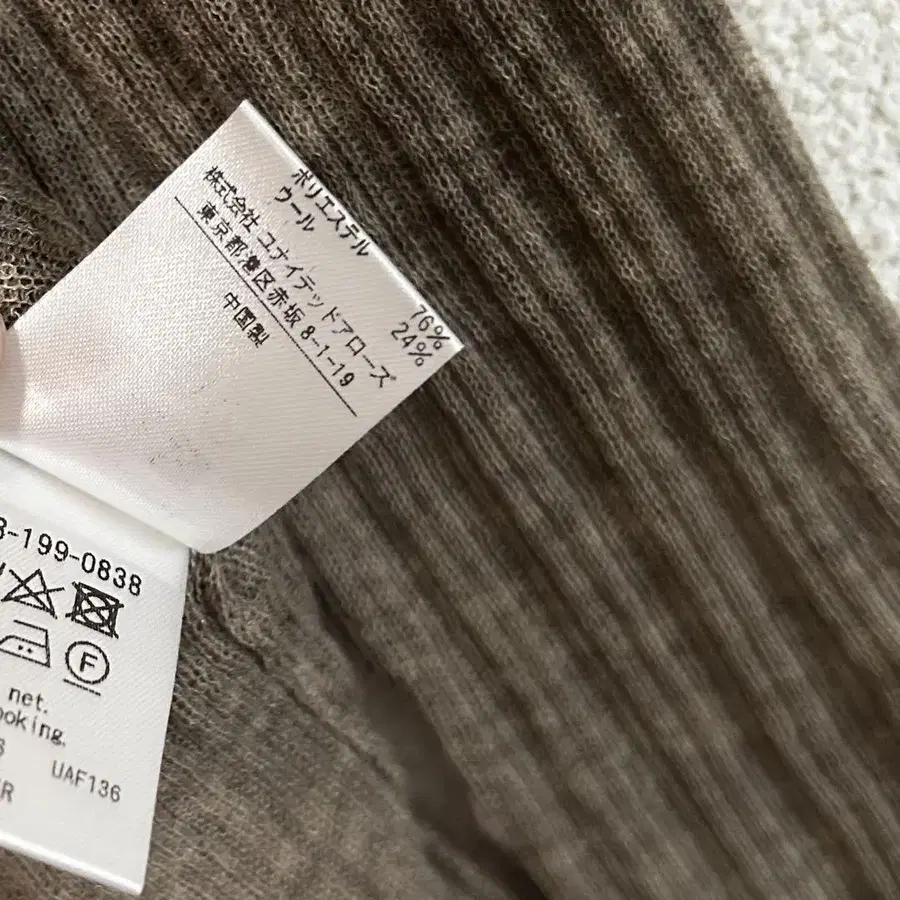 ポリエステル 76%
ウール 24%
株式会社 ユナイテッドアローズ
東京都港区赤坂 8-1-19
中国製
-199-0838
F
net.
ooking.
UAF136
R